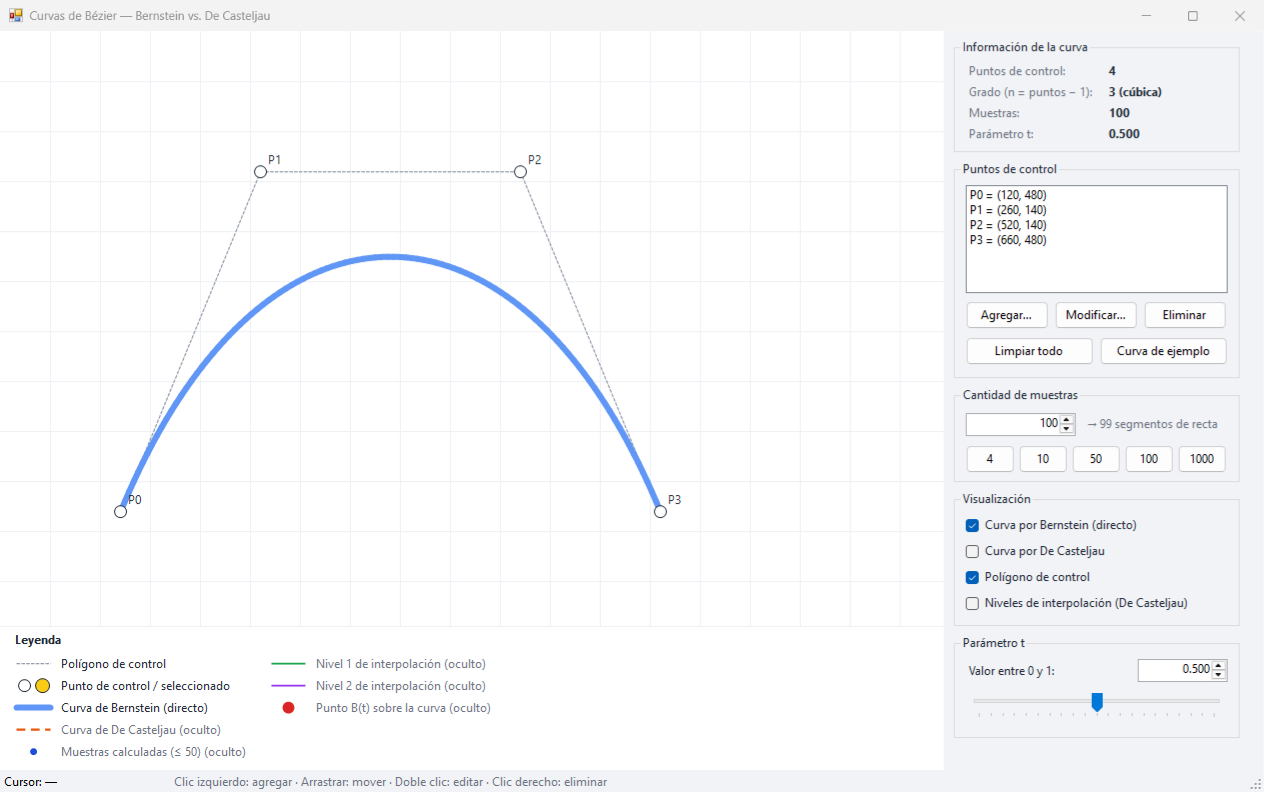 Curvas de Bézier — Bernstein vs. De Casteljau
P1
P2
P0
P3
Información de la curva
Puntos de control: 4
Grado (n = puntos − 1): 3 (cúbica)
Muestras: 100
Parámetro t: 0.500
Puntos de control
P0 = (120, 480)
P1 = (260, 140)
P2 = (520, 140)
P3 = (660, 480)
Agregar... Modificar... Eliminar
Limpiar todo Curva de ejemplo
Cantidad de muestras
100 → 99 segmentos de recta
4 10 50 100 1000
Visualización
Curva por Bernstein (directo)
Curva por De Casteljau
Polígono de control
Niveles de interpolación (De Casteljau)
Parámetro t
Valor entre 0 y 1: 0.500
Leyenda
Polígono de control
Punto de control / seleccionado
Curva de Bernstein (directo)
Curva de De Casteljau (oculto)
Muestras calculadas (≤ 50) (oculto)
Nivel 1 de interpolación (oculto)
Nivel 2 de interpolación (oculto)
Punto B(t) sobre la curva (oculto)
Cursor: — Clic izquierdo: agregar · Arrastrar: mover · Doble clic: editar · Clic derecho: eliminar